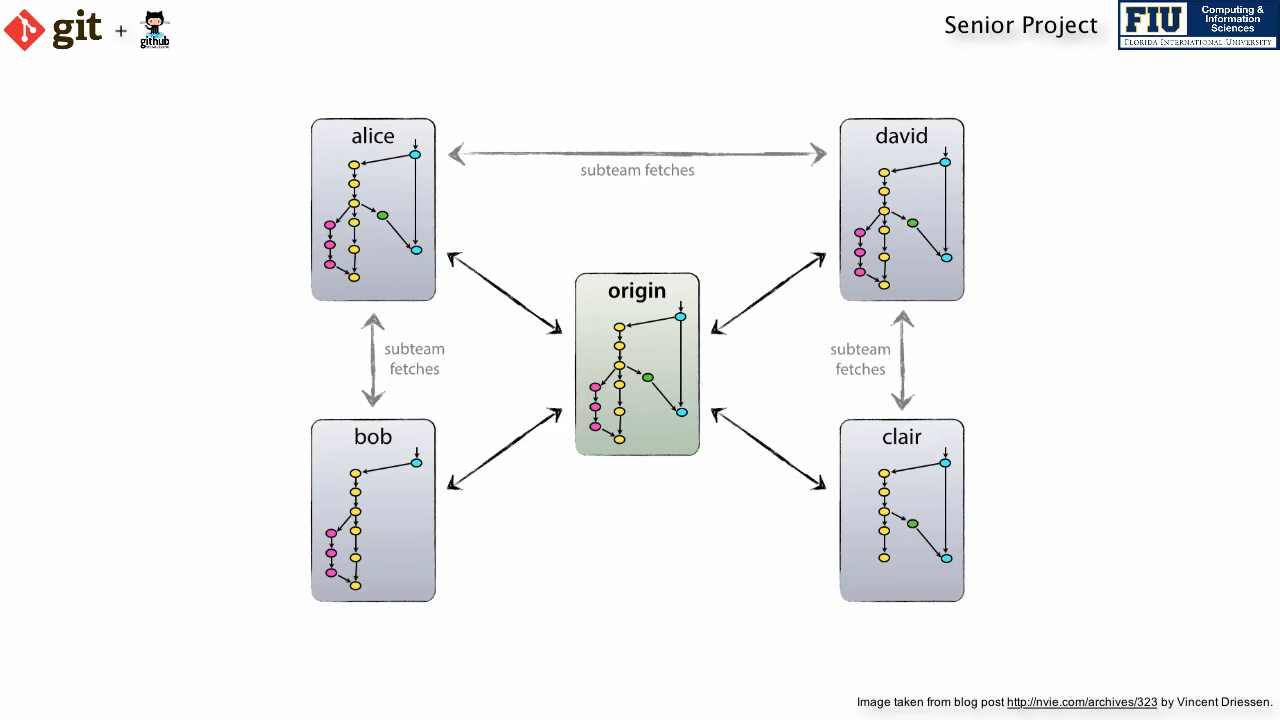 git + github
Senior Project
FIU Computing &
Information
Sciences
FLORIDA INTERNATIONAL UNIVERSITY
alice
david
subteam fetches
origin
subteam
fetches
subteam
fetches
bob
clair
Image taken from blog post http://nvie.com/archives/323 by Vincent Driessen.